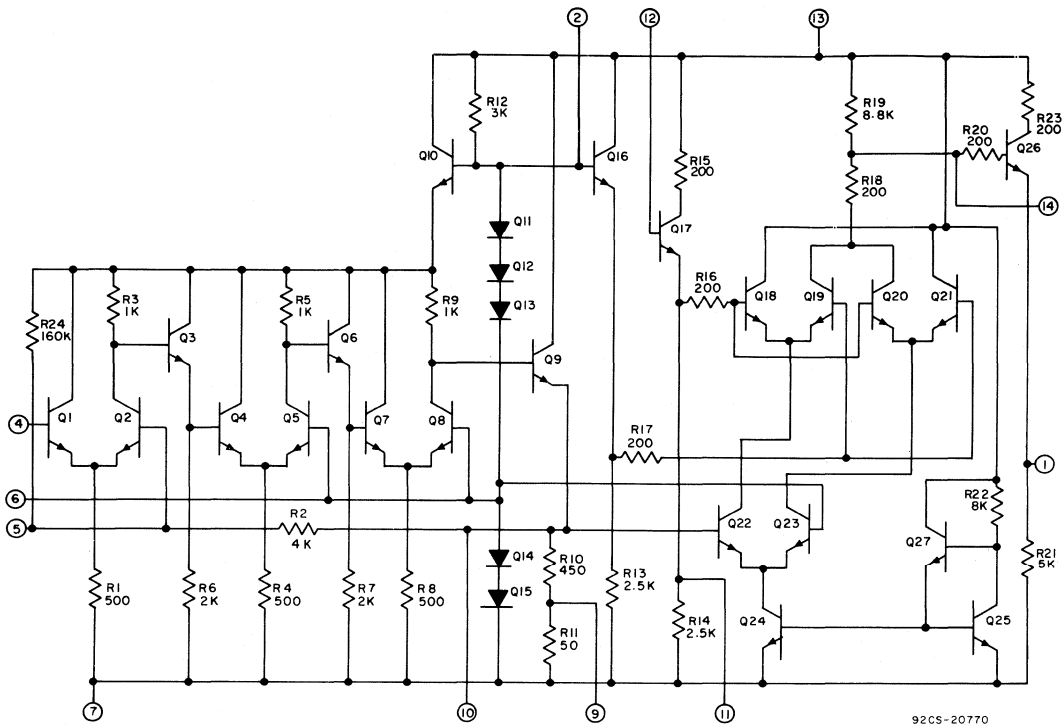 2
12
13
R12
3K
R19
8.8K
R23
200
R20
200
Q26
Q10
Q16
R15
200
R18
200
14
Q11
Q17
Q12
R16
200
Q18
Q19
Q20
Q21
R3
1K
R5
1K
R9
1K
Q13
R24
160K
Q3
Q6
Q9
4
Q1
Q2
Q4
Q5
Q7
Q8
R17
200
1
6
R22
8K
5
R2
4K
Q22
Q23
Q27
R21
5K
Q14
R10
450
R13
2.5K
R1
500
R6
2K
R4
500
R7
2K
R8
500
Q15
R14
2.5K
Q24
Q25
R11
50
7
10
9
11
92CS-20770